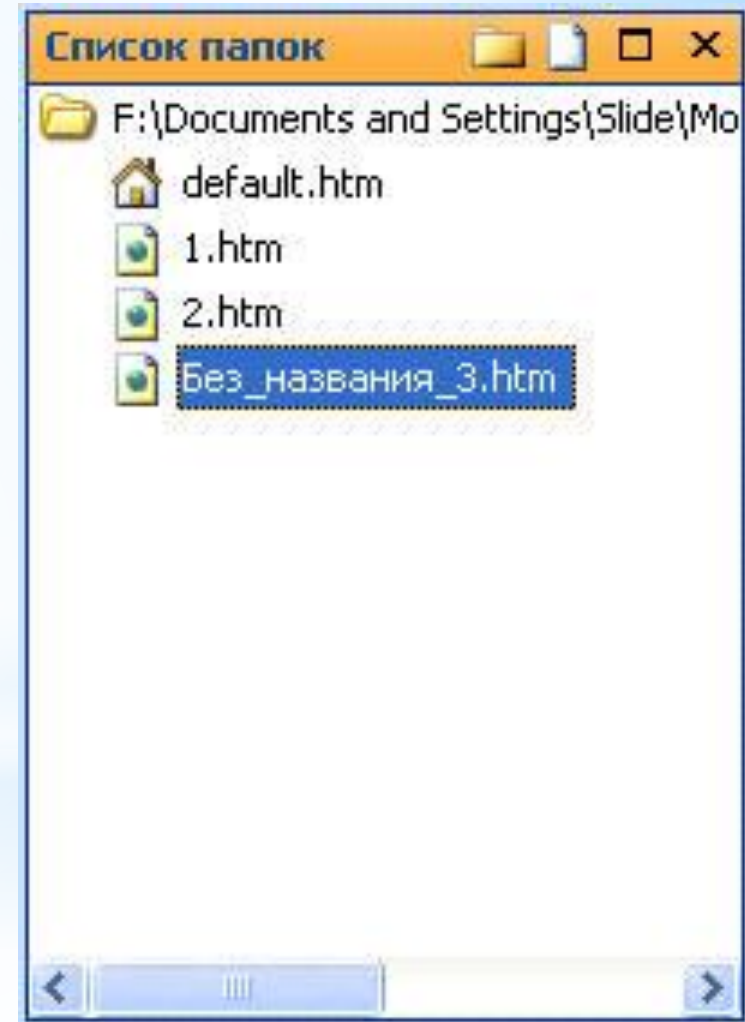 Список папок
F:\Documents and Settings\Slide\Mo
default.htm
1.htm
2.htm
Без_названия_3.htm